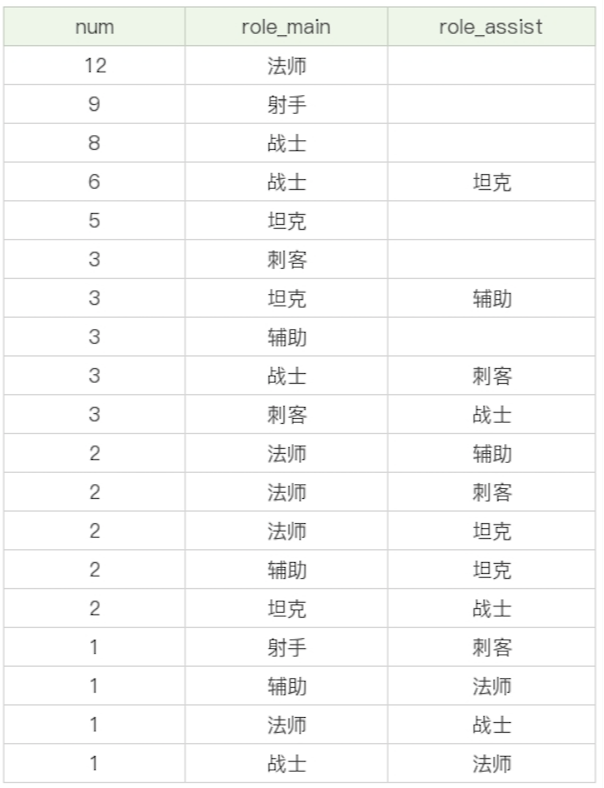 num role_main role_assist
12 法师
9 射手
8 战士
6 战士 坦克
5 坦克
3 刺客
3 坦克 辅助
3 辅助
3 战士 刺客
3 刺客 战士
2 法师 辅助
2 法师 刺客
2 法师 坦克
2 辅助 坦克
2 坦克 战士
1 射手 刺客
1 辅助 法师
1 法师 战士
1 战士 法师